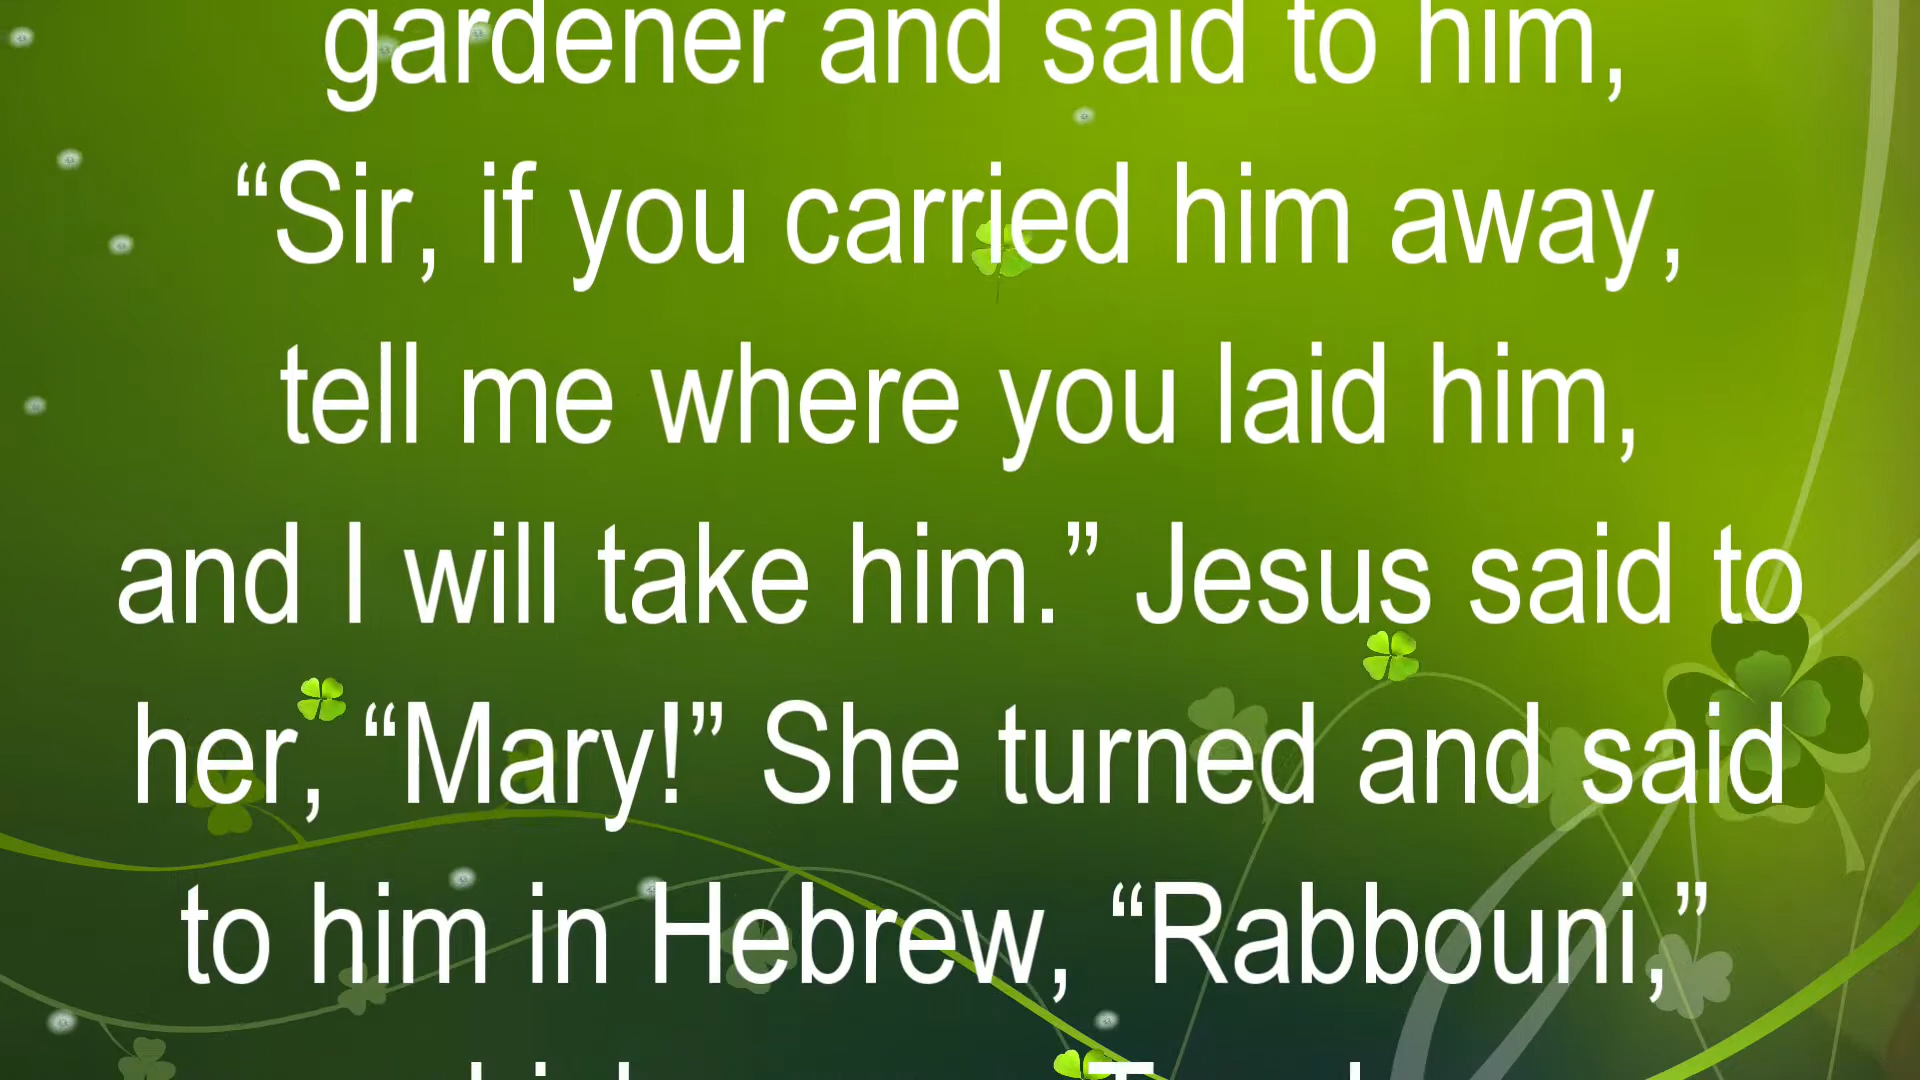 gardener and said to him,
“Sir, if you carried him away,
tell me where you laid him,
and I will take him.” Jesus said to
her, “Mary!” She turned and said
to him in Hebrew, “Rabbouni,”